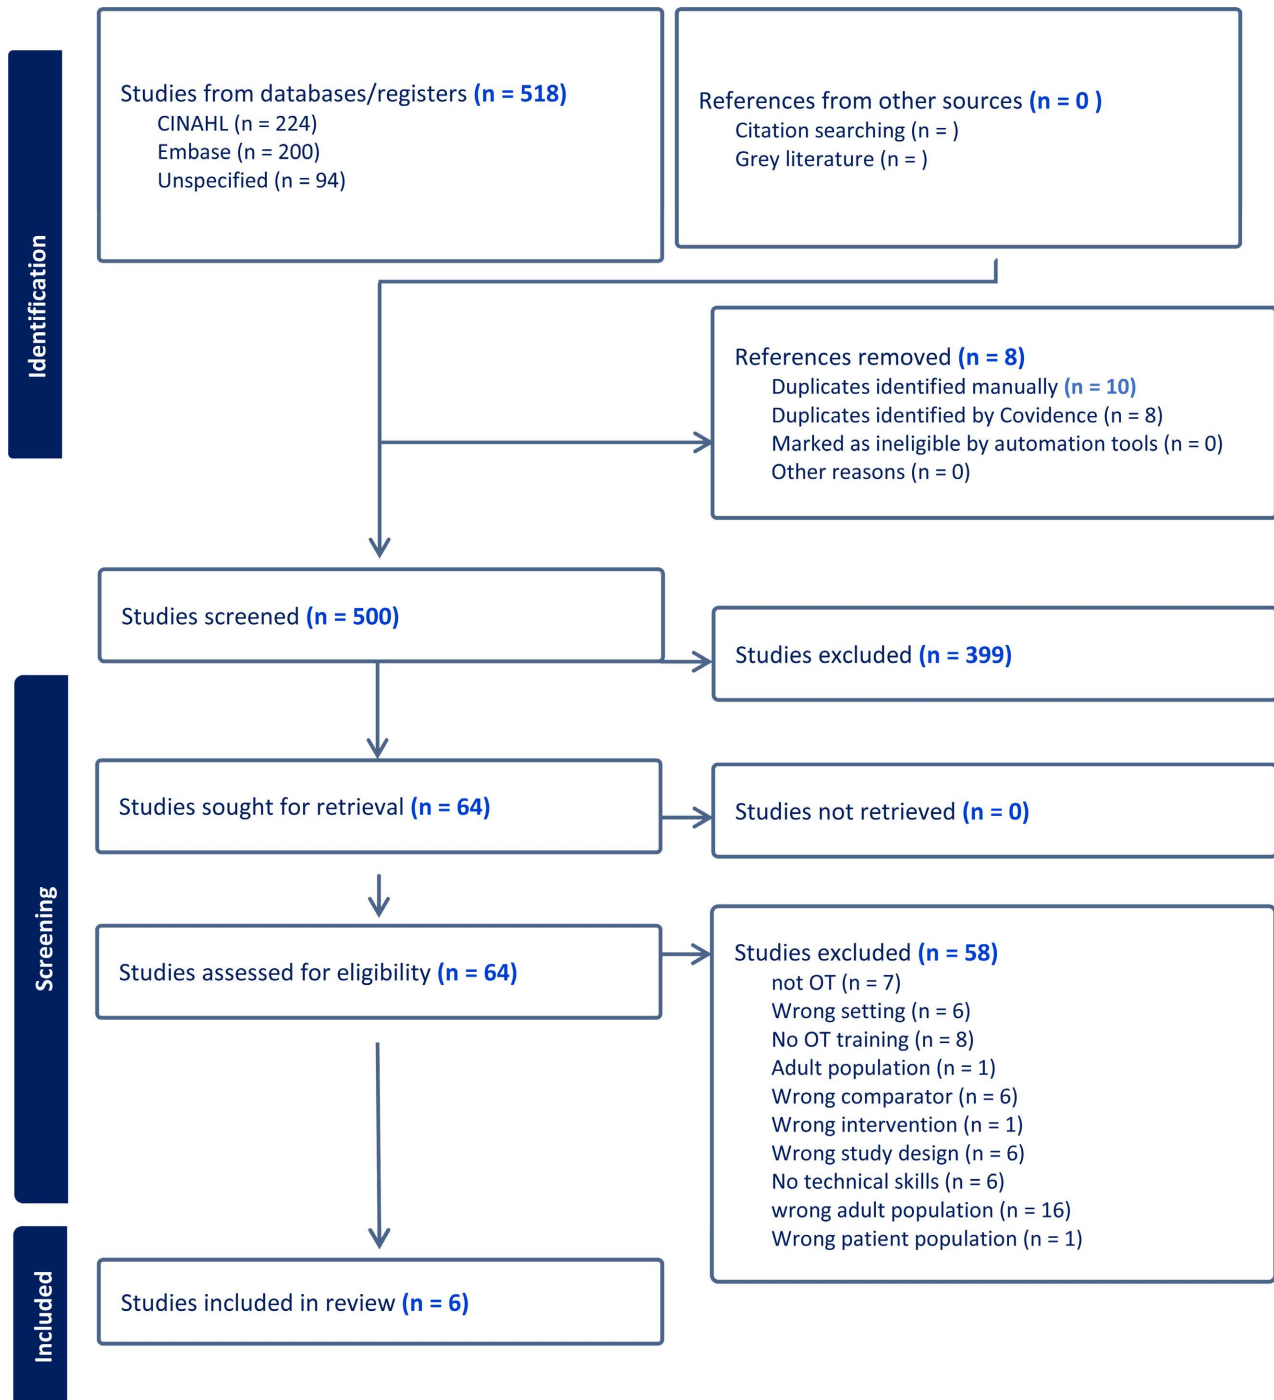 Identification
Studies from databases/registers (n = 518)
CINAHL (n = 224)
Embase (n = 200)
Unspecified (n = 94)
References from other sources (n = 0 )
Citation searching (n = )
Grey literature (n = )
References removed (n = 8)
Duplicates identified manually (n = 10)
Duplicates identified by Covidence (n = 8)
Marked as ineligible by automation tools (n = 0)
Other reasons (n = 0)
Studies screened (n = 500)
Studies excluded (n = 399)
Screening
Studies sought for retrieval (n = 64)
Studies not retrieved (n = 0)
Studies assessed for eligibility (n = 64)
Studies excluded (n = 58)
not OT (n = 7)
Wrong setting (n = 6)
No OT training (n = 8)
Adult population (n = 1)
Wrong comparator (n = 6)
Wrong intervention (n = 1)
Wrong study design (n = 6)
No technical skills (n = 6)
wrong adult population (n = 16)
Wrong patient population (n = 1)
Included
Studies included in review (n = 6)